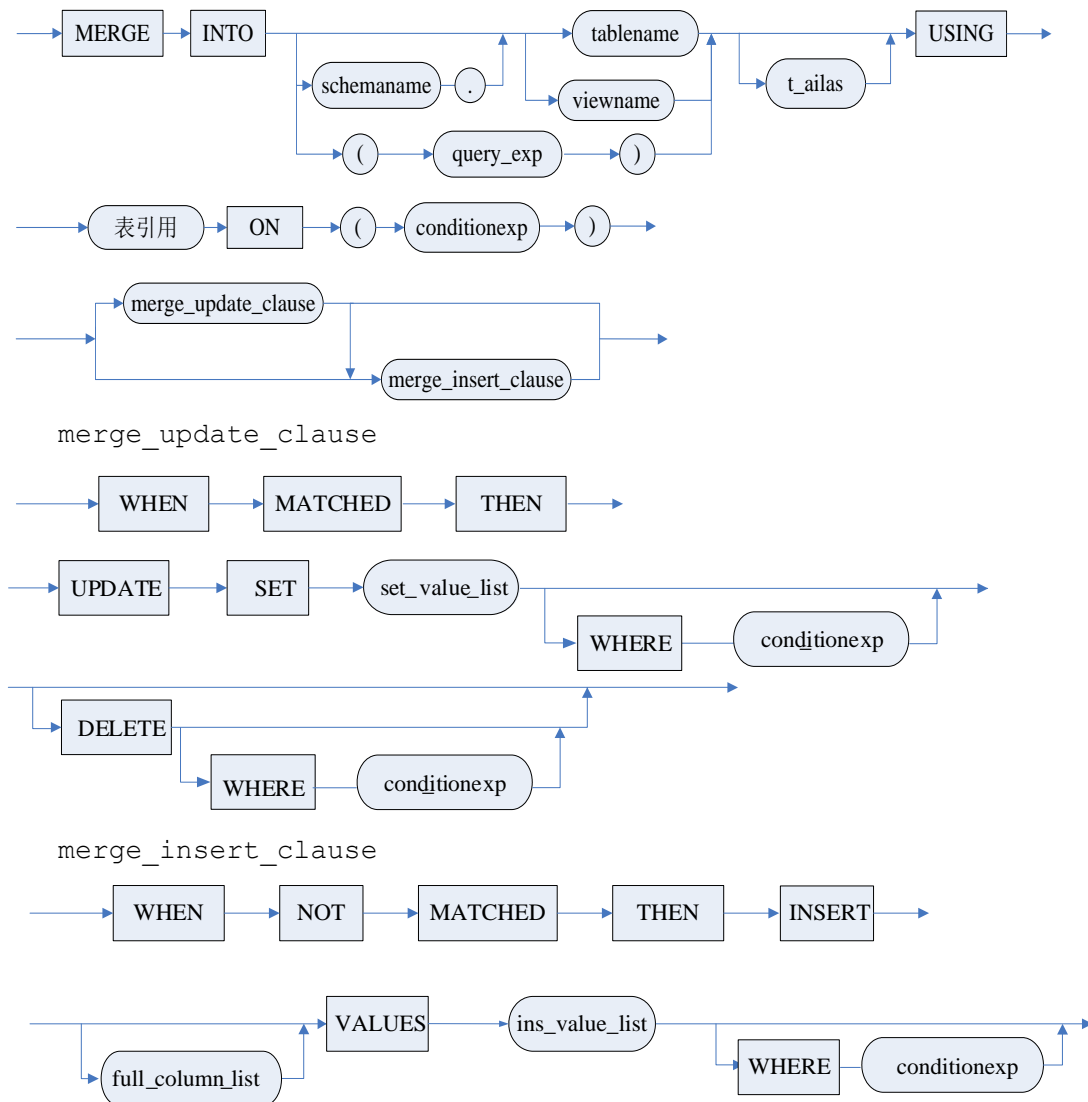 MERGE INTO tablename USING
schemaname . t_ailas
viewname
( query_exp )
表引用 ON ( conditionexp )
merge_update_clause
merge_insert_clause
merge_update_clause
WHEN MATCHED THEN
UPDATE SET set_value_list
WHERE conditionexp
DELETE
WHERE conditionexp
merge_insert_clause
WHEN NOT MATCHED THEN INSERT
VALUES ins_value_list
full_column_list WHERE conditionexp